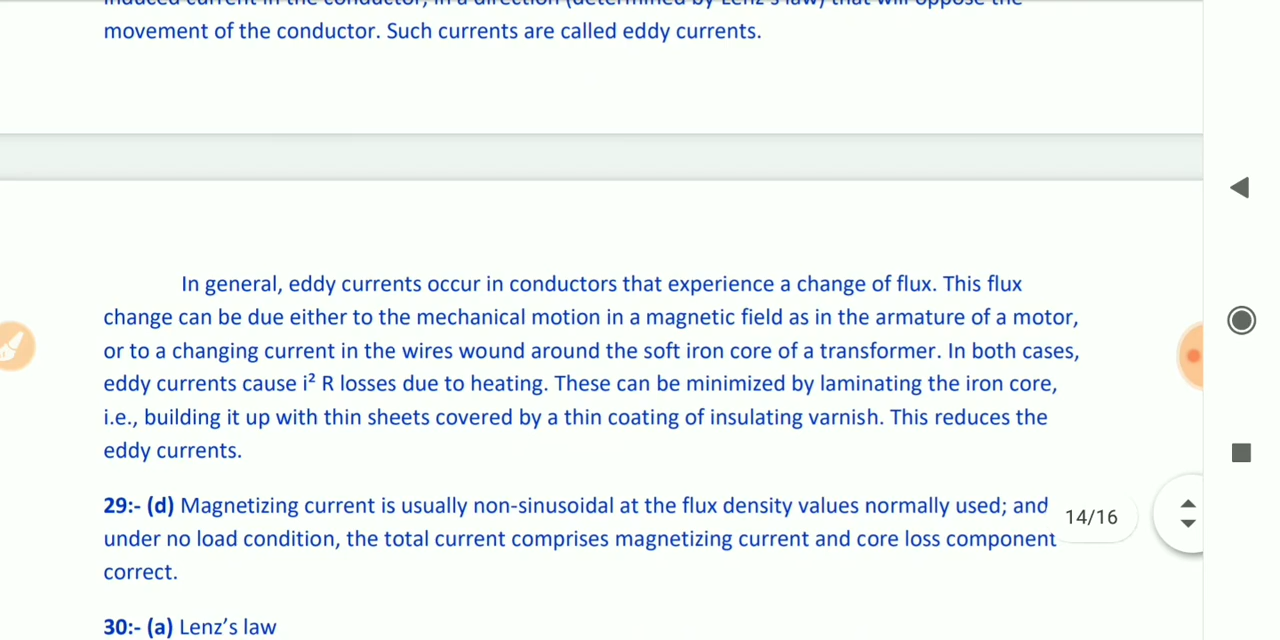 movement of the conductor. Such currents are called eddy currents.
In general, eddy currents occur in conductors that experience a change of flux. This flux
change can be due either to the mechanical motion in a magnetic field as in the armature of a motor,
or to a changing current in the wires wound around the soft iron core of a transformer. In both cases,
eddy currents cause i² R losses due to heating. These can be minimized by laminating the iron core,
i.e., building it up with thin sheets covered by a thin coating of insulating varnish. This reduces the
eddy currents.
29:- (d) Magnetizing current is usually non-sinusoidal at the flux density values normally used; and
under no load condition, the total current comprises magnetizing current and core loss component
correct.
14/16
30:- (a) Lenz's law